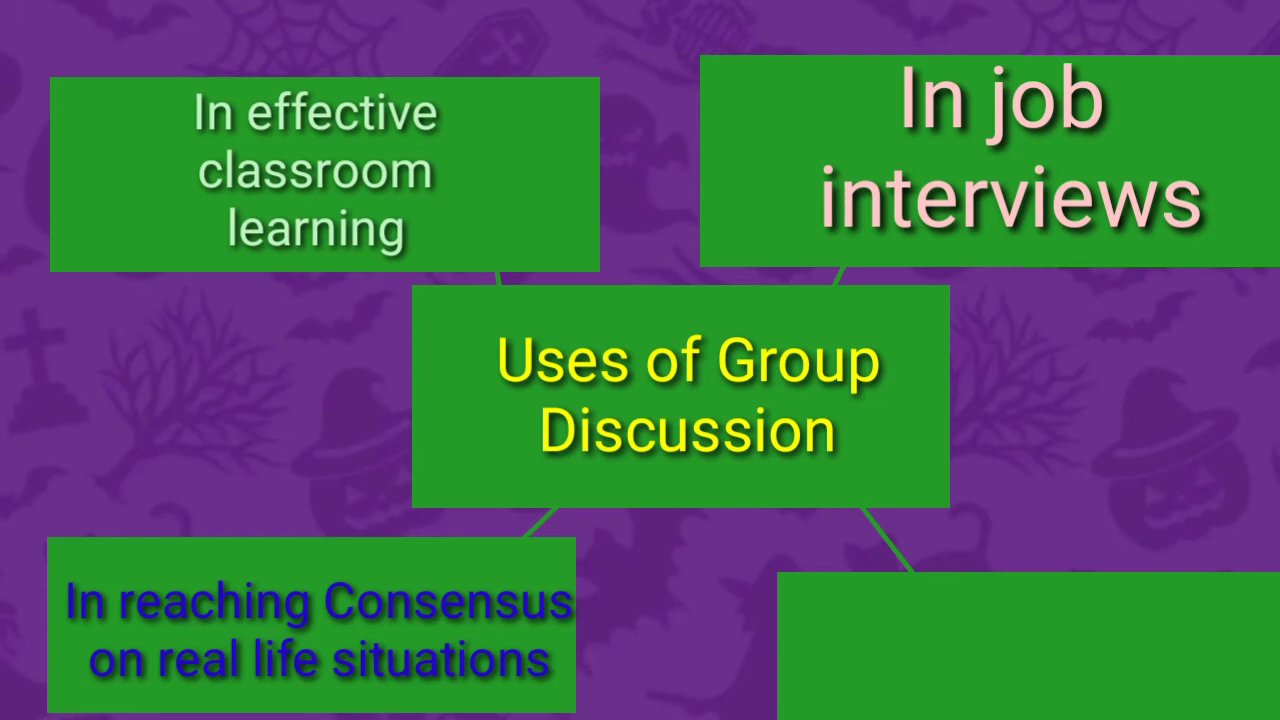 In effective
classroom
learning
In job
interviews
Uses of Group
Discussion
In reaching Consensus
on real life situations